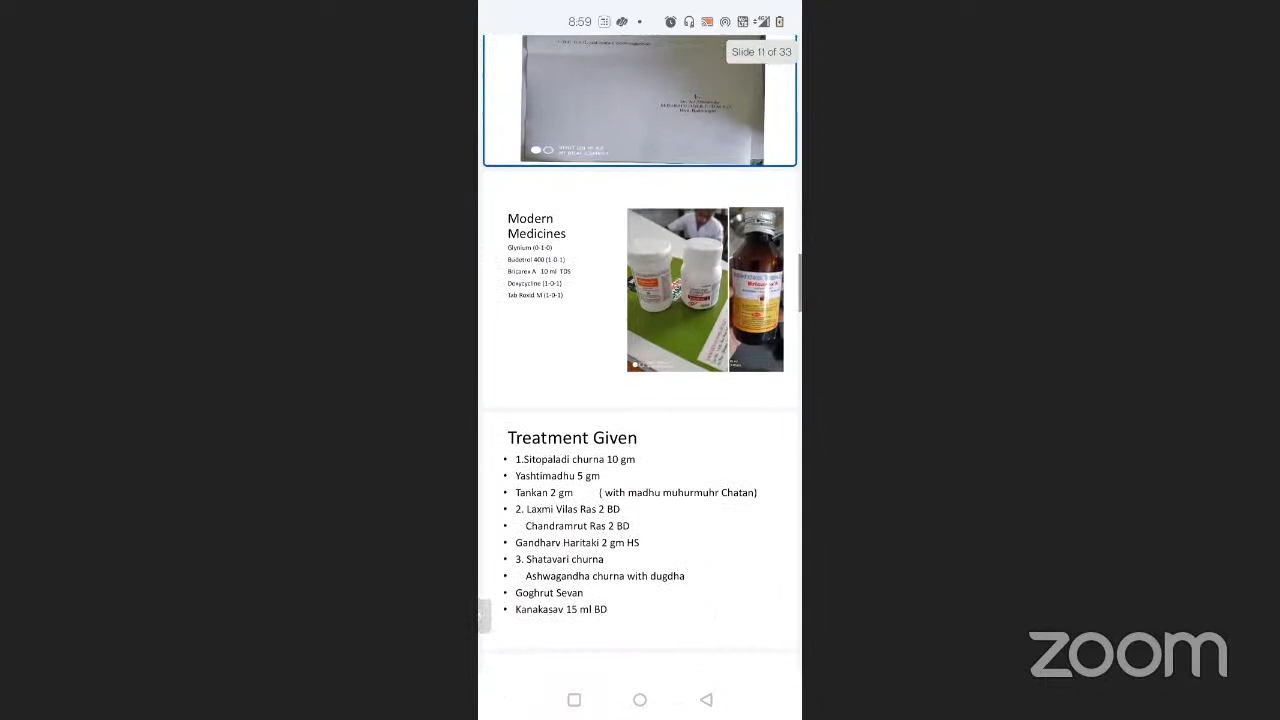 8:59
Slide 11 of 33
Modern
Medicines
Glynium (0-1-0)
Budetrol 400 (1-0-1)
Bricarex A 10 ml TDS
Doxycycline (1-0-1)
Tab Roxid M (1-0-1)
Treatment Given
• 1.Sitopaladi churna 10 gm
• Yashtimadhu 5 gm
• Tankan 2 gm ( with madhu muhurmuhr Chatan)
• 2. Laxmi Vilas Ras 2 BD
• Chandramrut Ras 2 BD
• Gandharv Haritaki 2 gm HS
• 3. Shatavari churna
• Ashwagandha churna with dugdha
• Goghrut Sevan
• Kanakasav 15 ml BD
zoom